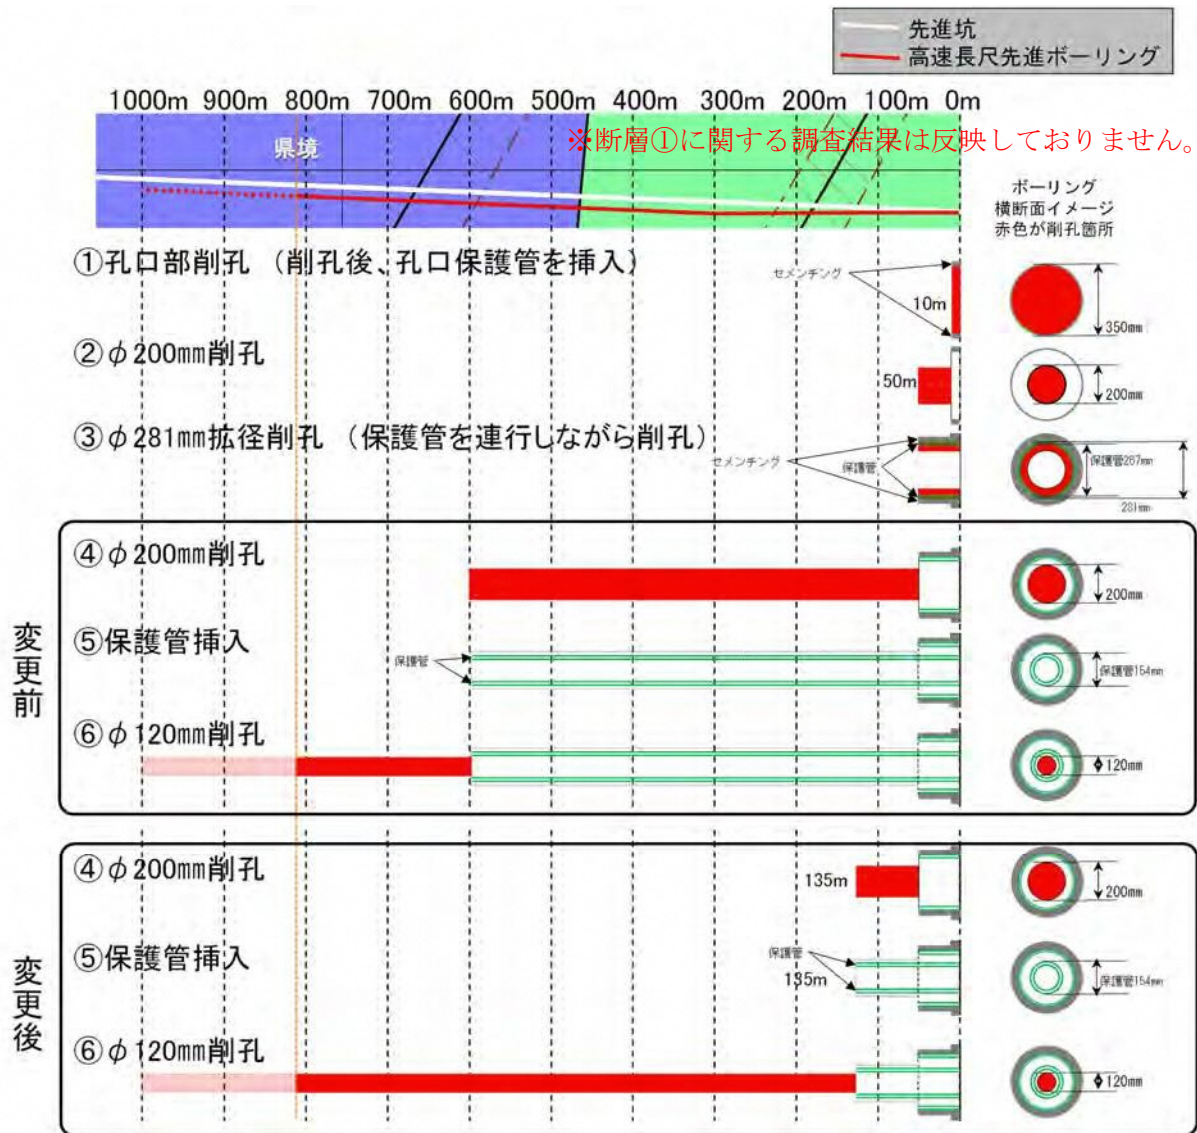 先進坑
高速長尺先進ボーリング
1000m 900m 800m 700m 600m 500m 400m 300m 200m 100m 0m
県境
※断層①に関する調査結果は反映しておりません。
ボーリング
横断面イメージ
赤色が削孔箇所
①孔口部削孔 （削孔後、孔口保護管を挿入）
セメンチング
10m
350mm
②φ200㎜削孔
50m
200mm
③φ281㎜拡径削孔 （保護管を連行しながら削孔）
セメンチング
保護管
保護管267mm
281mm
変更前
④φ200㎜削孔
200mm
⑤保護管挿入
保護管
保護管154mm
⑥φ120㎜削孔
120mm
変更後
④φ200㎜削孔
135m
200mm
⑤保護管挿入
保護管
135m
保護管154mm
⑥φ120㎜削孔
120mm